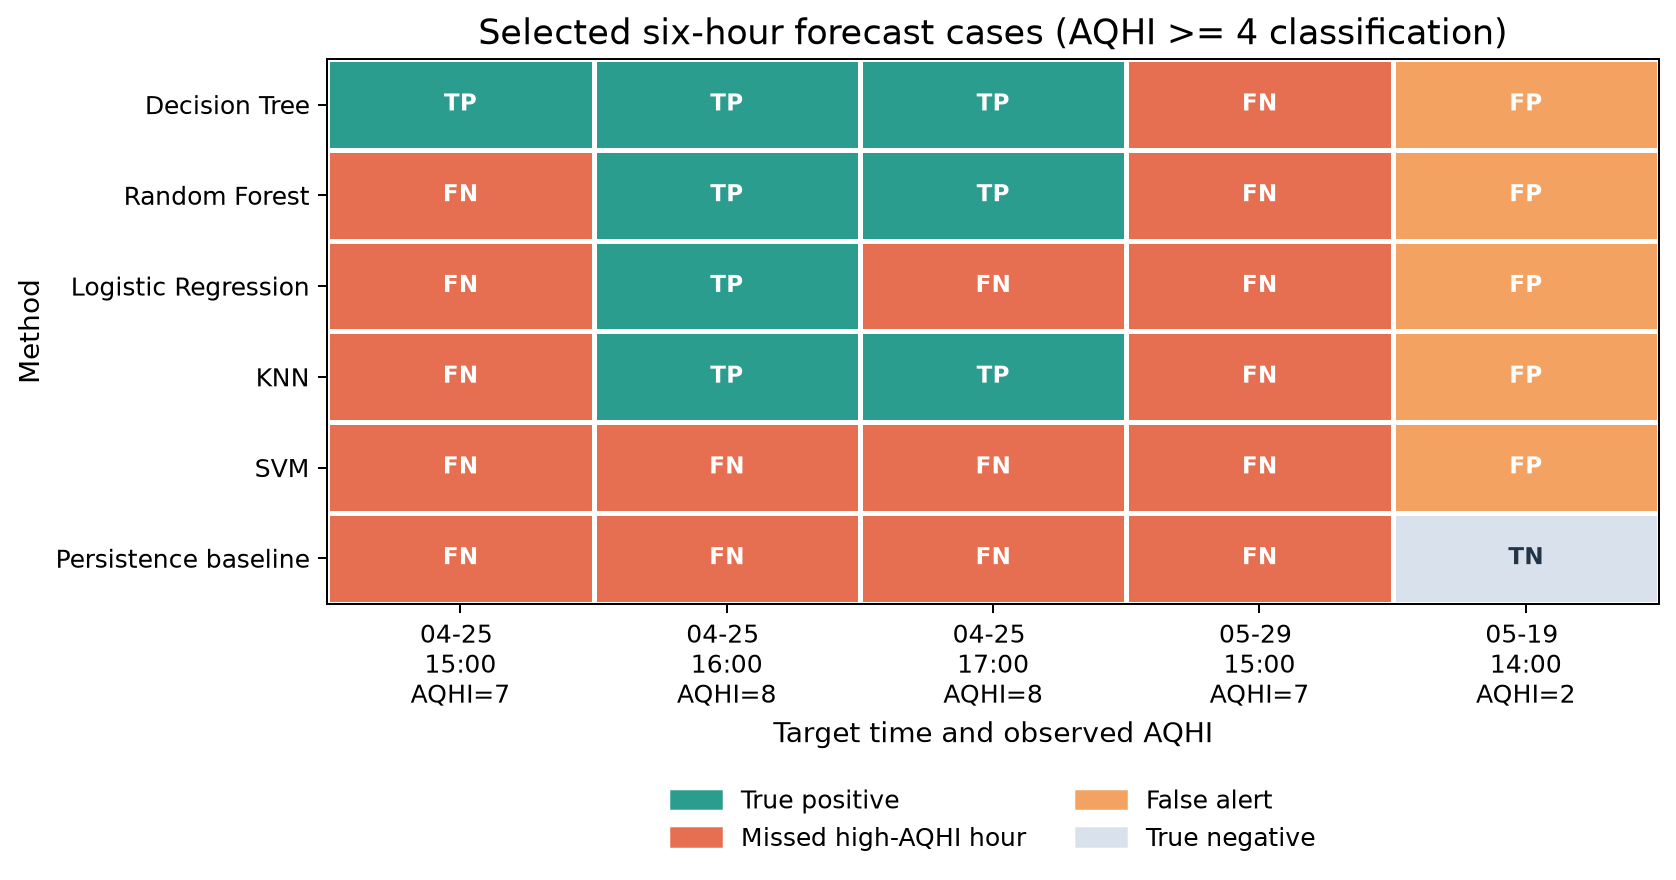 Selected six-hour forecast cases (AQHI >= 4 classification)
Method
Decision Tree TP TP TP FN FP
Random Forest FN TP TP FN FP
Logistic Regression FN TP FN FN FP
KNN FN TP TP FN FP
SVM FN FN FN FN FP
Persistence baseline FN FN FN FN TN
04-25 04-25 04-25 05-29 05-19
15:00 16:00 17:00 15:00 14:00
AQHI=7 AQHI=8 AQHI=8 AQHI=7 AQHI=2
Target time and observed AQHI
True positive False alert
Missed high-AQHI hour True negative